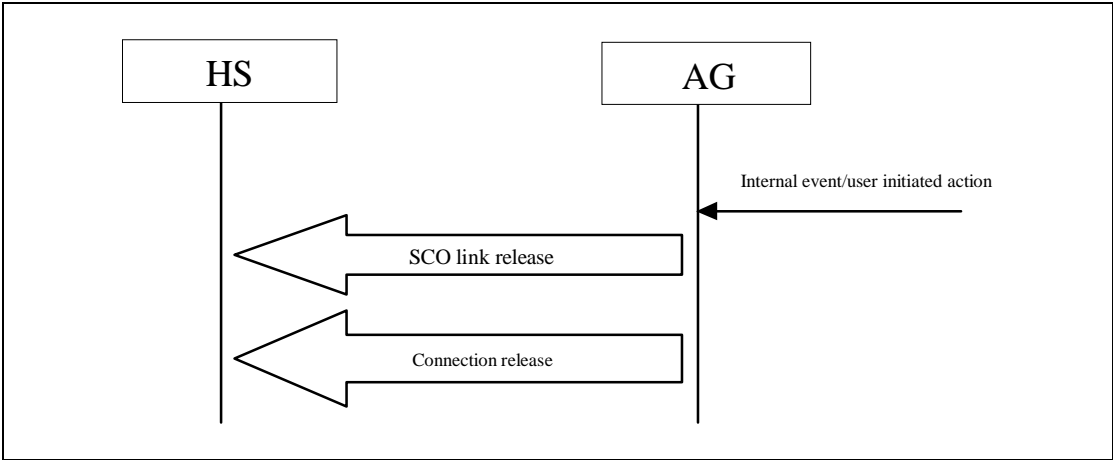 HS
AG
Internal event/user initiated action
SCO link release
Connection release